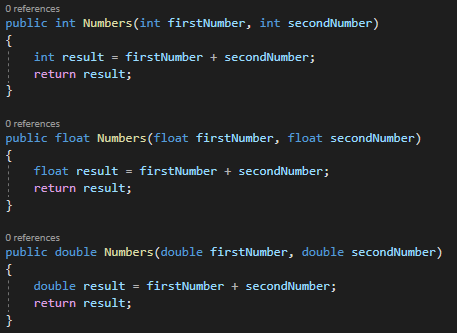 0 references
public int Numbers(int firstNumber, int secondNumber)
{
int result = firstNumber + secondNumber;
return result;
}
0 references
public float Numbers(float firstNumber, float secondNumber)
{
float result = firstNumber + secondNumber;
return result;
}
0 references
public double Numbers(double firstNumber, double secondNumber)
{
double result = firstNumber + secondNumber;
return result;
}